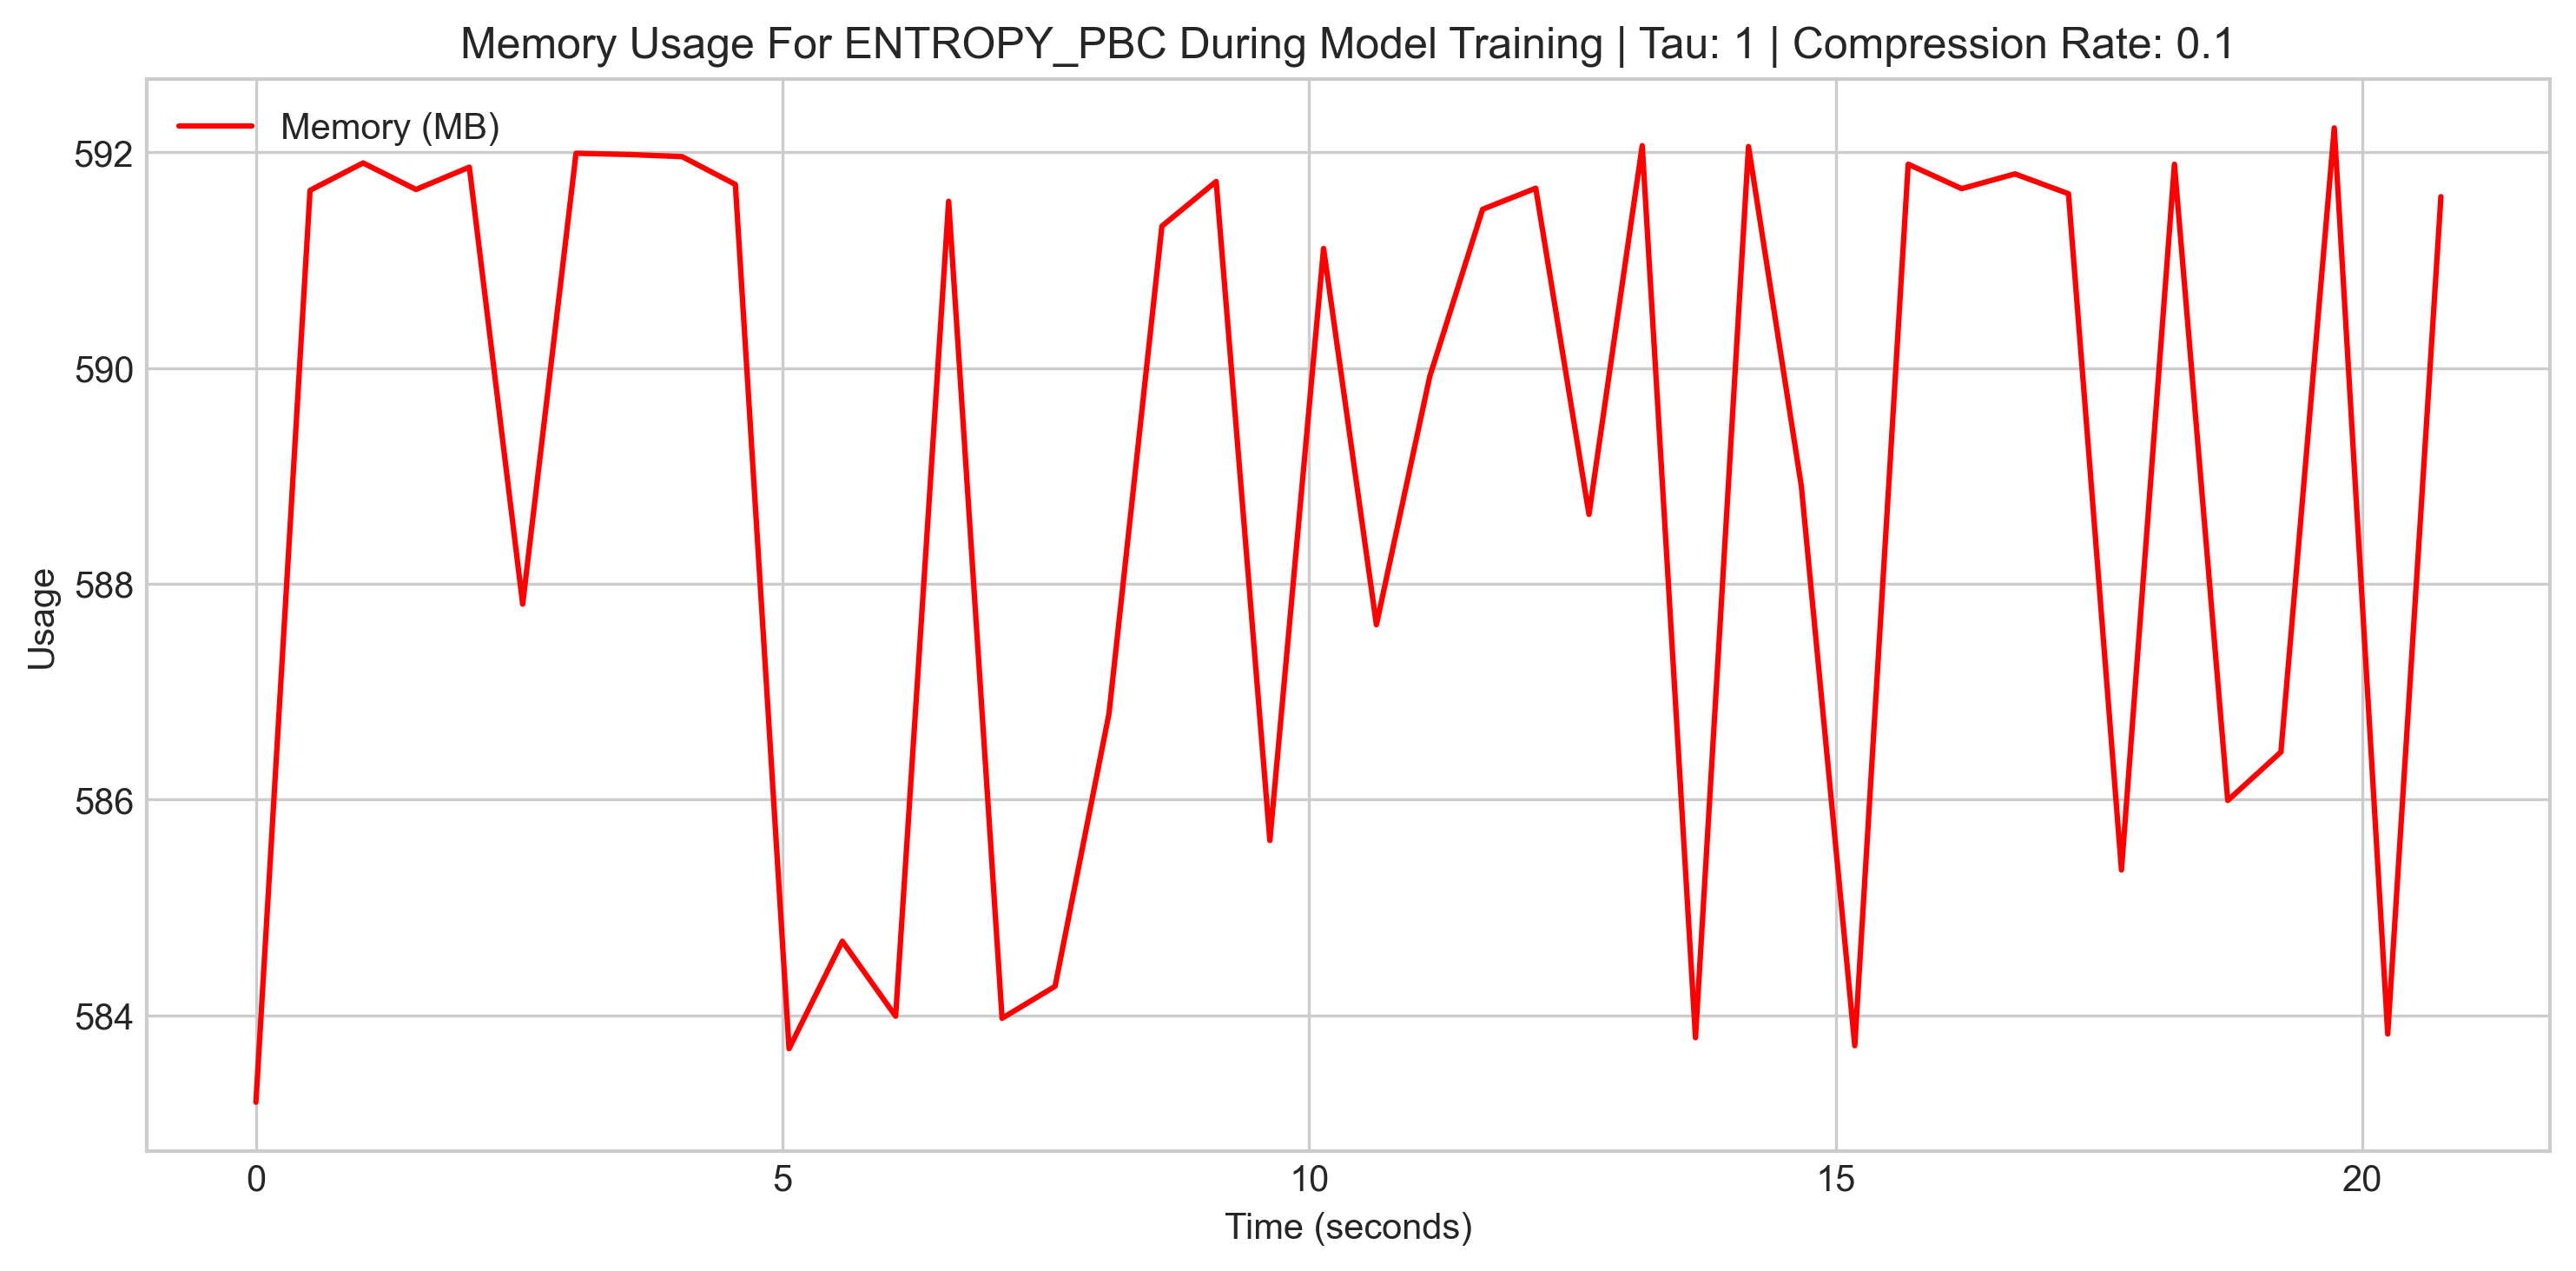 Memory Usage For ENTROPY_PBC During Model Training | Tau: 1 | Compression Rate: 0.1
Memory (MB)
592
590
588
586
584
Usage
0 5 10 15 20
Time (seconds)